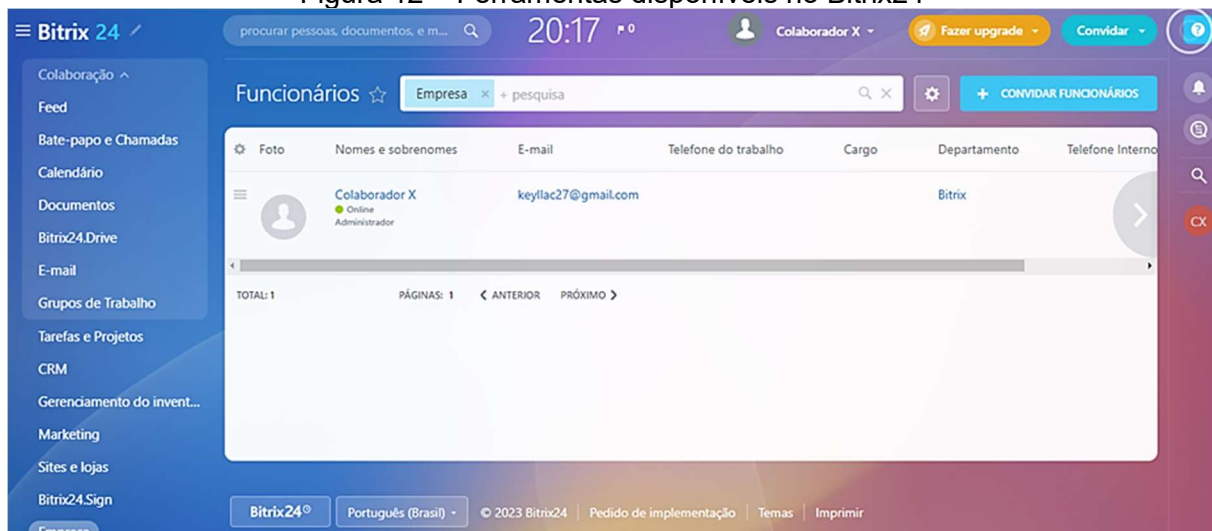 Figura 12 – Ferramentas disponíveis no Bitrix24
Bitrix 24
procurar pessoas, documentos, e m...
20:17
0
Colaborador X
Fazer upgrade
Convidar
Colaboração
Feed
Bate-papo e Chamadas
Calendário
Documentos
Bitrix24.Drive
E-mail
Grupos de Trabalho
Tarefas e Projetos
CRM
Gerenciamento do invent...
Marketing
Sites e lojas
Bitrix24.Sign
Empresa
Funcionários
Empresa × + pesquisa
+ CONVIDAR FUNCIONÁRIOS
Foto Nomes e sobrenomes E-mail Telefone do trabalho Cargo Departamento Telefone Interno
Colaborador X keyllac27@gmail.com Bitrix
Online
Administrador
TOTAL: 1 PÁGINAS: 1 ANTERIOR PRÓXIMO
Bitrix24 Português (Brasil) © 2023 Bitrix24 Pedido de implementação Temas Imprimir
CX